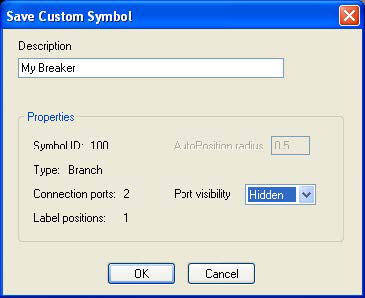 Save Custom Symbol
Description
My Breaker
Properties
Symbol ID: 100 AutoPosition radius 0.5
Type: Branch
Connection ports: 2 Port visibility Hidden
Label positions: 1
OK Cancel